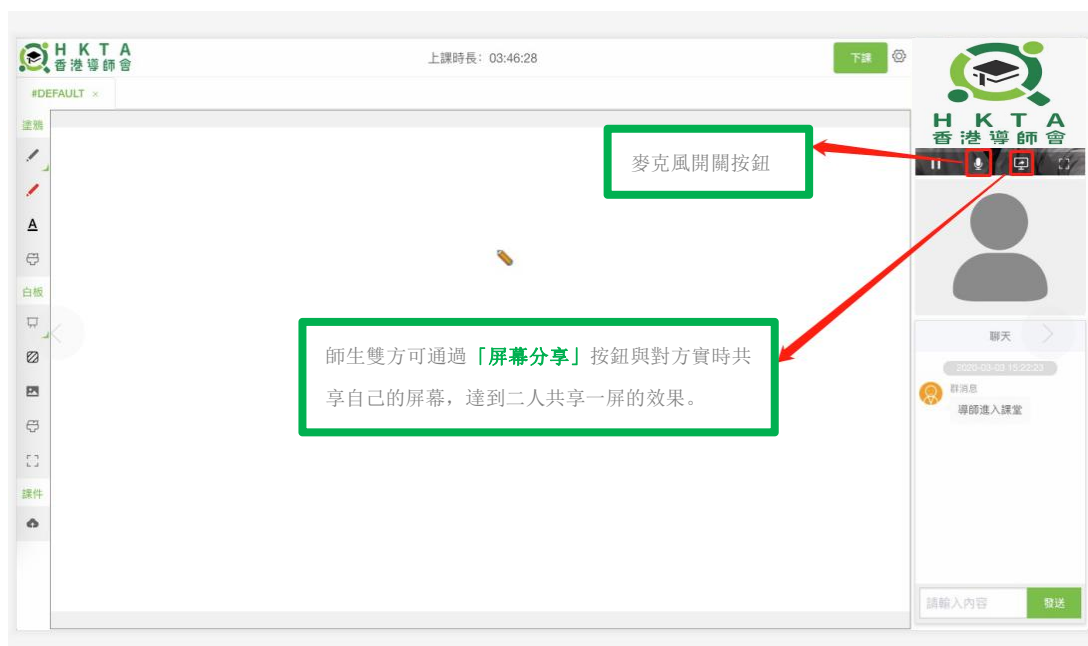 HKTA
香港導師會
上課時長：03:46:28
下課
#DEFAULT ×
塗鴉
A
白板
課件
麥克風開關按鈕
師生雙方可通過「屏幕分享」按鈕與對方實時共
享自己的屏幕，達到二人共享一屏的效果。
HKTA
香港導師會
聊天
2020-03-03 15:22:23
群消息
導師進入課堂
請輸入內容
發送